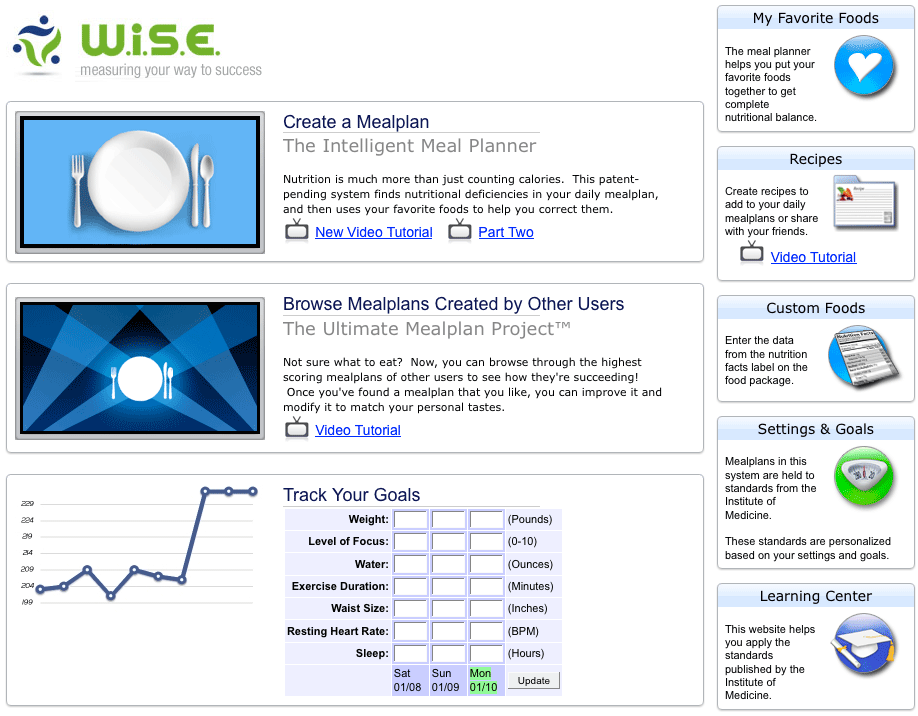 W.i.S.E.
measuring your way to success
Create a Mealplan
The Intelligent Meal Planner
Nutrition is much more than just counting calories.  This patent-
pending system finds nutritional deficiencies in your daily mealplan,
and then uses your favorite foods to help you correct them.
New Video Tutorial Part Two
Browse Mealplans Created by Other Users
The Ultimate Mealplan Project™
Not sure what to eat?  Now, you can browse through the highest
scoring mealplans of other users to see how they're succeeding!
Once you've found a mealplan that you like, you can improve it and
modify it to match your personal tastes.
Video Tutorial
229
224
219
214
209
204
199
Track Your Goals
Weight: (Pounds)
Level of Focus: (0-10)
Water: (Ounces)
Exercise Duration: (Minutes)
Waist Size: (Inches)
Resting Heart Rate: (BPM)
Sleep: (Hours)
Sat Sun Mon
01/08 01/09 01/10 Update
My Favorite Foods
The meal planner
helps you put your
favorite foods
together to get
complete
nutritional balance.
Recipes
Create recipes to
add to your daily
mealplans or share
with your friends.
Recipe
Video Tutorial
Custom Foods
Enter the data
from the nutrition
facts label on the
food package.
Nutrition Facts
Settings & Goals
Mealplans in this
system are held to
standards from the
Institute of
Medicine.
These standards are personalized
based on your settings and goals.
Learning Center
This website helps
you apply the
standards
published by the
Institute of
Medicine.